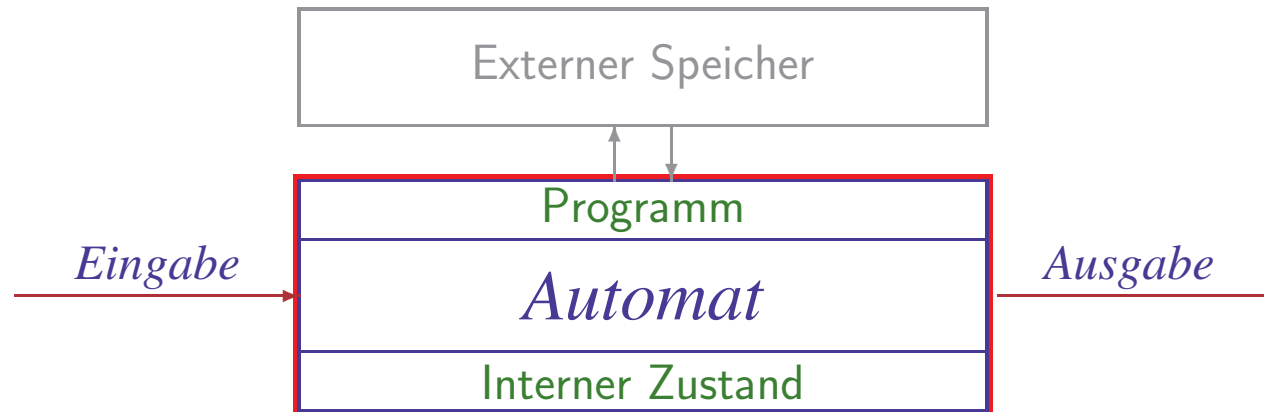 Externer Speicher
Programm
Eingabe
Automat
Ausgabe
Interner Zustand